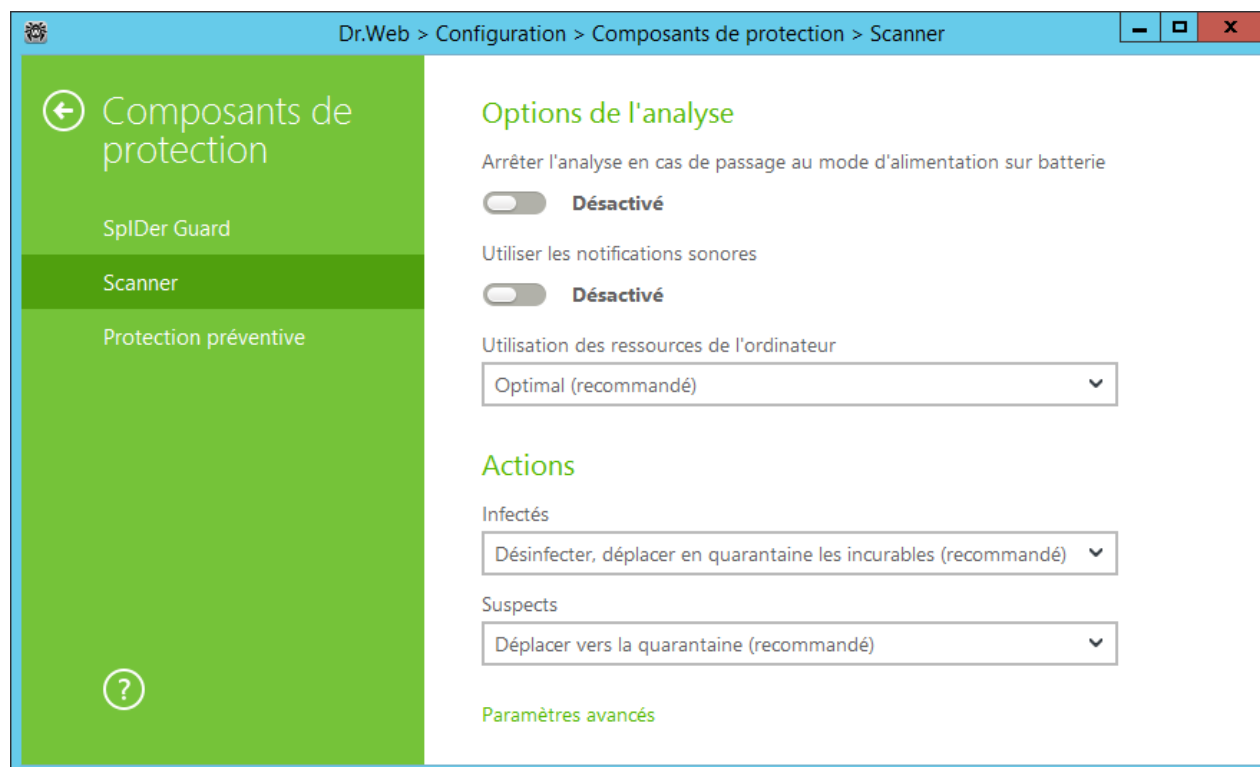 Dr.Web > Configuration > Composants de protection > Scanner
Composants de
protection
SpIDer Guard
Scanner
Protection préventive
?
Options de l'analyse
Arrêter l'analyse en cas de passage au mode d'alimentation sur batterie
Désactivé
Utiliser les notifications sonores
Désactivé
Utilisation des ressources de l'ordinateur
Optimal (recommandé)
Actions
Infectés
Désinfecter, déplacer en quarantaine les incurables (recommandé)
Suspects
Déplacer vers la quarantaine (recommandé)
Paramètres avancés